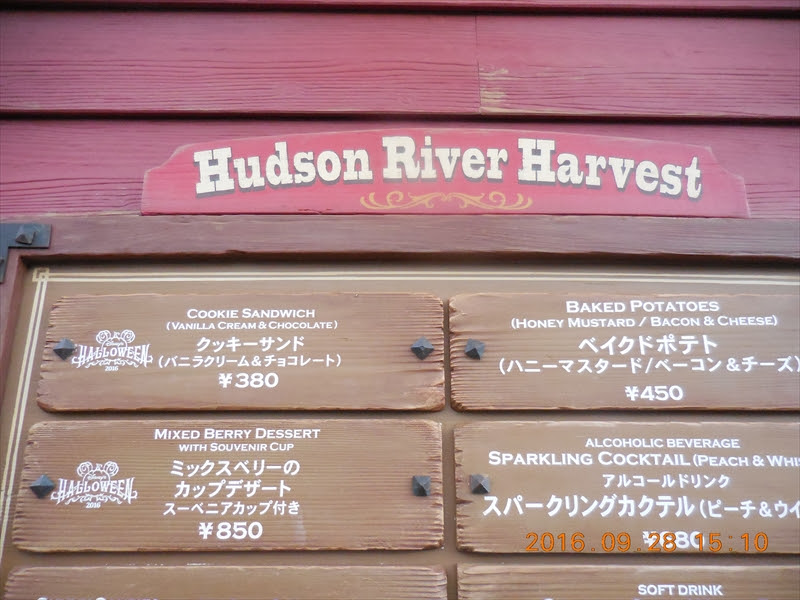 Hudson River Harvest
COOKIE SANDWICH
(VANILLA CREAM & CHOCOLATE)
クッキーサンド
(バニラクリーム&チョコレート)
¥380
Disney's
HALLOWEEN
2016
BAKED POTATOES
(HONEY MUSTARD / BACON & CHEESE)
ベイクドポテト
(ハニーマスタード/ベーコン&チーズ)
¥450
MIXED BERRY DESSERT
WITH SOUVENIR CUP
ミックスベリーの
カップデザート
スーベニアカップ付き
¥850
Disney's
HALLOWEEN
2016
ALCOHOLIC BEVERAGE
SPARKLING COCKTAIL (PEACH &
アルコールドリンク
スパークリングカクテル (ピーチ&ウイ
2016.09.28 15:10
SOFT DRINK